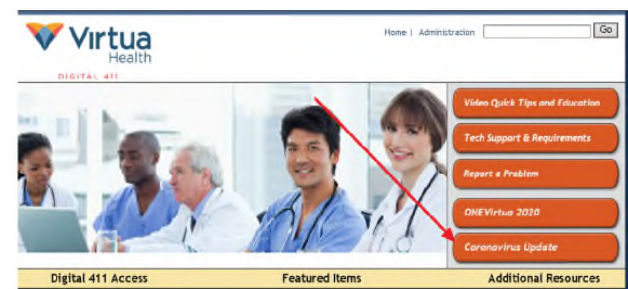 Virtua
Health
DIGITAL 411
Home | Administration Go
Video Quick Tips and Education
Tech Support & Requirements
Report a Problem
ONEVirtua 2020
Coronavirus Update
Digital 411 Access Featured Items Additional Resources